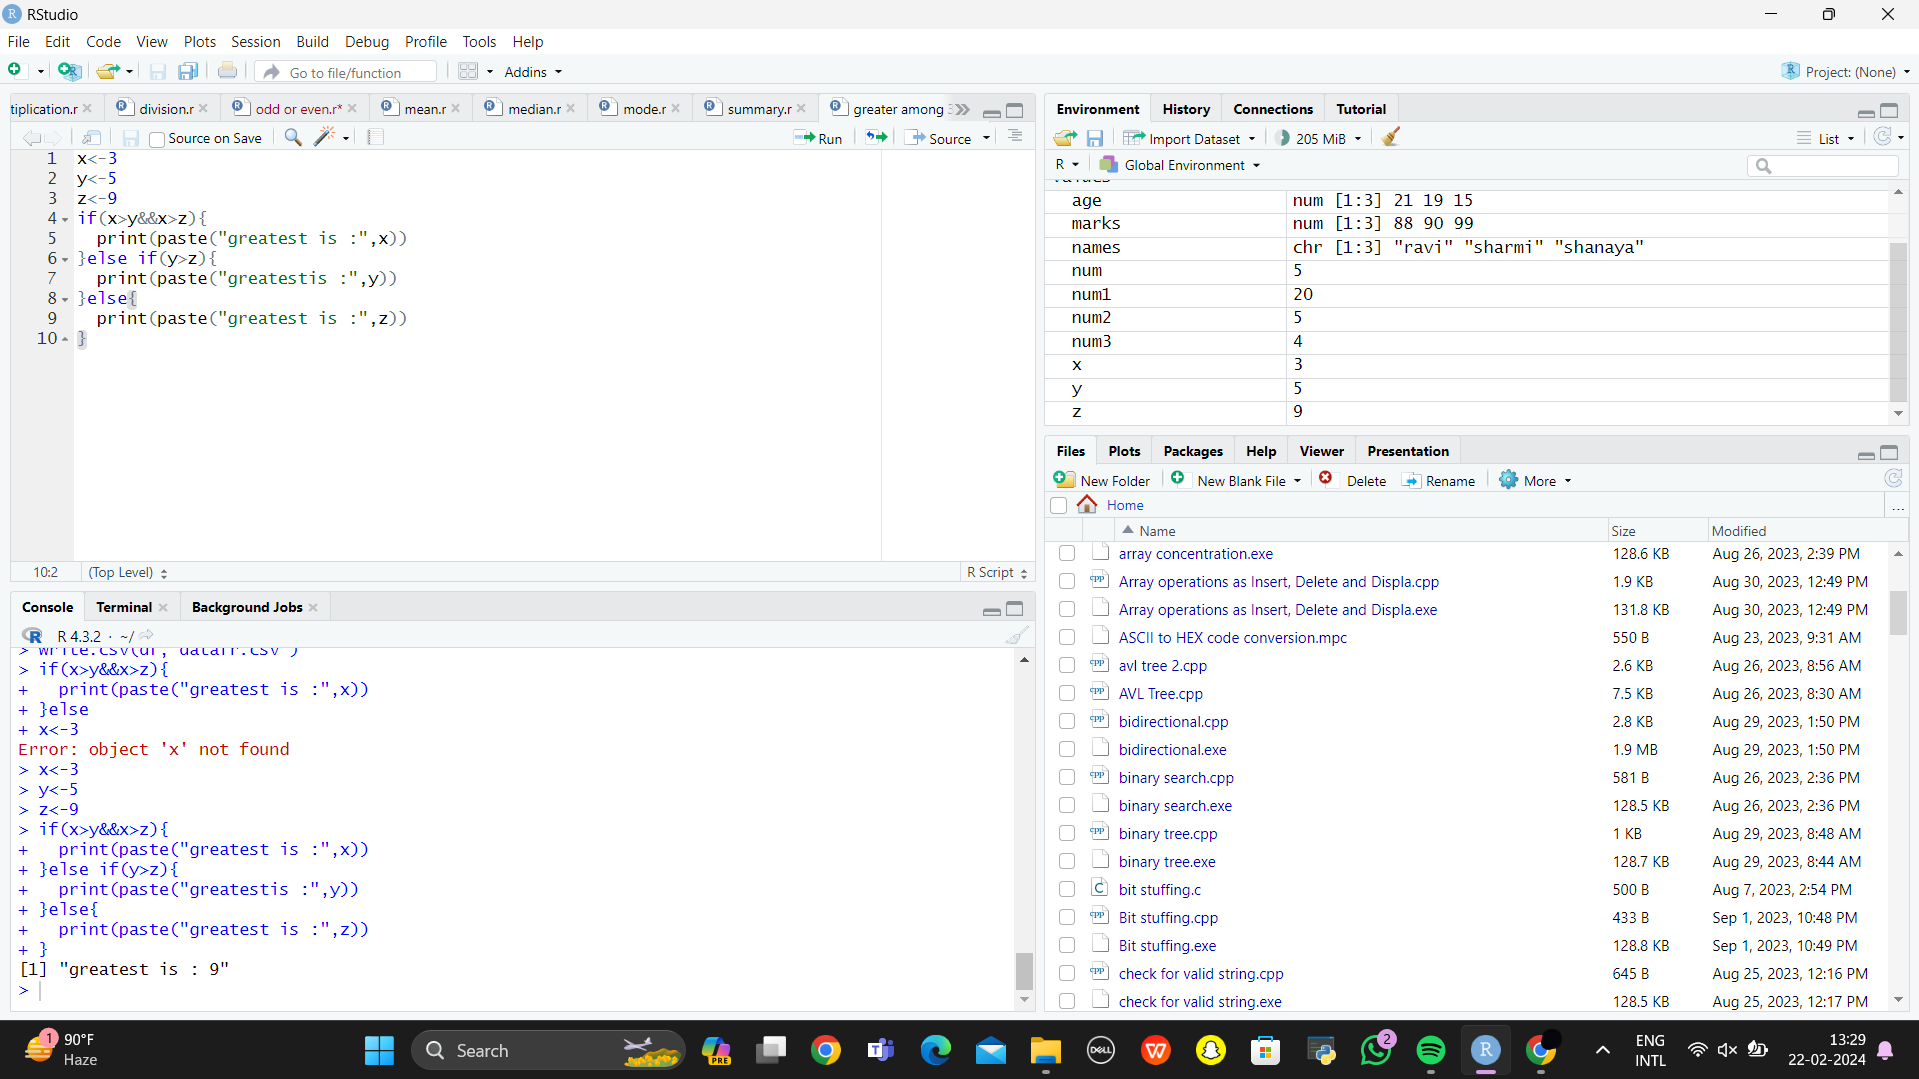 RStudio
File Edit Code View Plots Session Build Debug Profile Tools Help
Go to file/function Addins Project: (None)
tiplication.r division.r odd or even.r* mean.r median.r mode.r summary.r greater among
Source on Save Run Source
1 x<-3
2 y<-5
3 z<-9
4 if(x>y&&x>z){
5 print(paste("greatest is :",x))
6 }else if(y>z){
7 print(paste("greatestis :",y))
8 }else{
9 print(paste("greatest is :",z))
10 }
10:2 (Top Level) R Script
Console Terminal Background Jobs
R 4.3.2 · ~/
> write.csv(df, "datafr.csv")
> if(x>y&&x>z){
+ print(paste("greatest is :",x))
+ }else
+ x<-3
Error: object 'x' not found
> x<-3
> y<-5
> z<-9
> if(x>y&&x>z){
+ print(paste("greatest is :",x))
+ }else if(y>z){
+ print(paste("greatestis :",y))
+ }else{
+ print(paste("greatest is :",z))
+ }
[1] "greatest is : 9"
>
Environment History Connections Tutorial
Import Dataset 205 MiB List
R Global Environment
values
age num [1:3] 21 19 15
marks num [1:3] 88 90 99
names chr [1:3] "ravi" "sharmi" "shanaya"
num 5
num1 20
num2 5
num3 4
x 3
y 5
z 9
Files Plots Packages Help Viewer Presentation
New Folder New Blank File Delete Rename More
Home ...
Name Size Modified
array concentration.exe 128.6 KB Aug 26, 2023, 2:39 PM
Array operations as Insert, Delete and Displa.cpp 1.9 KB Aug 30, 2023, 12:49 PM
Array operations as Insert, Delete and Displa.exe 131.8 KB Aug 30, 2023, 12:49 PM
ASCII to HEX code conversion.mpc 550 B Aug 23, 2023, 9:31 AM
avl tree 2.cpp 2.6 KB Aug 26, 2023, 8:56 AM
AVL Tree.cpp 7.5 KB Aug 26, 2023, 8:30 AM
bidirectional.cpp 2.8 KB Aug 29, 2023, 1:50 PM
bidirectional.exe 1.9 MB Aug 29, 2023, 1:50 PM
binary search.cpp 581 B Aug 26, 2023, 2:36 PM
binary search.exe 128.5 KB Aug 26, 2023, 2:36 PM
binary tree.cpp 1 KB Aug 29, 2023, 8:48 AM
binary tree.exe 128.7 KB Aug 29, 2023, 8:44 AM
bit stuffing.c 500 B Aug 7, 2023, 2:54 PM
Bit stuffing.cpp 433 B Sep 1, 2023, 10:48 PM
Bit stuffing.exe 128.8 KB Sep 1, 2023, 10:49 PM
check for valid string.cpp 645 B Aug 25, 2023, 12:16 PM
check for valid string.exe 128.5 KB Aug 25, 2023, 12:17 PM
1 90°F
Haze
Search PRE DELL 2
ENG
INTL
13:29
22-02-2024